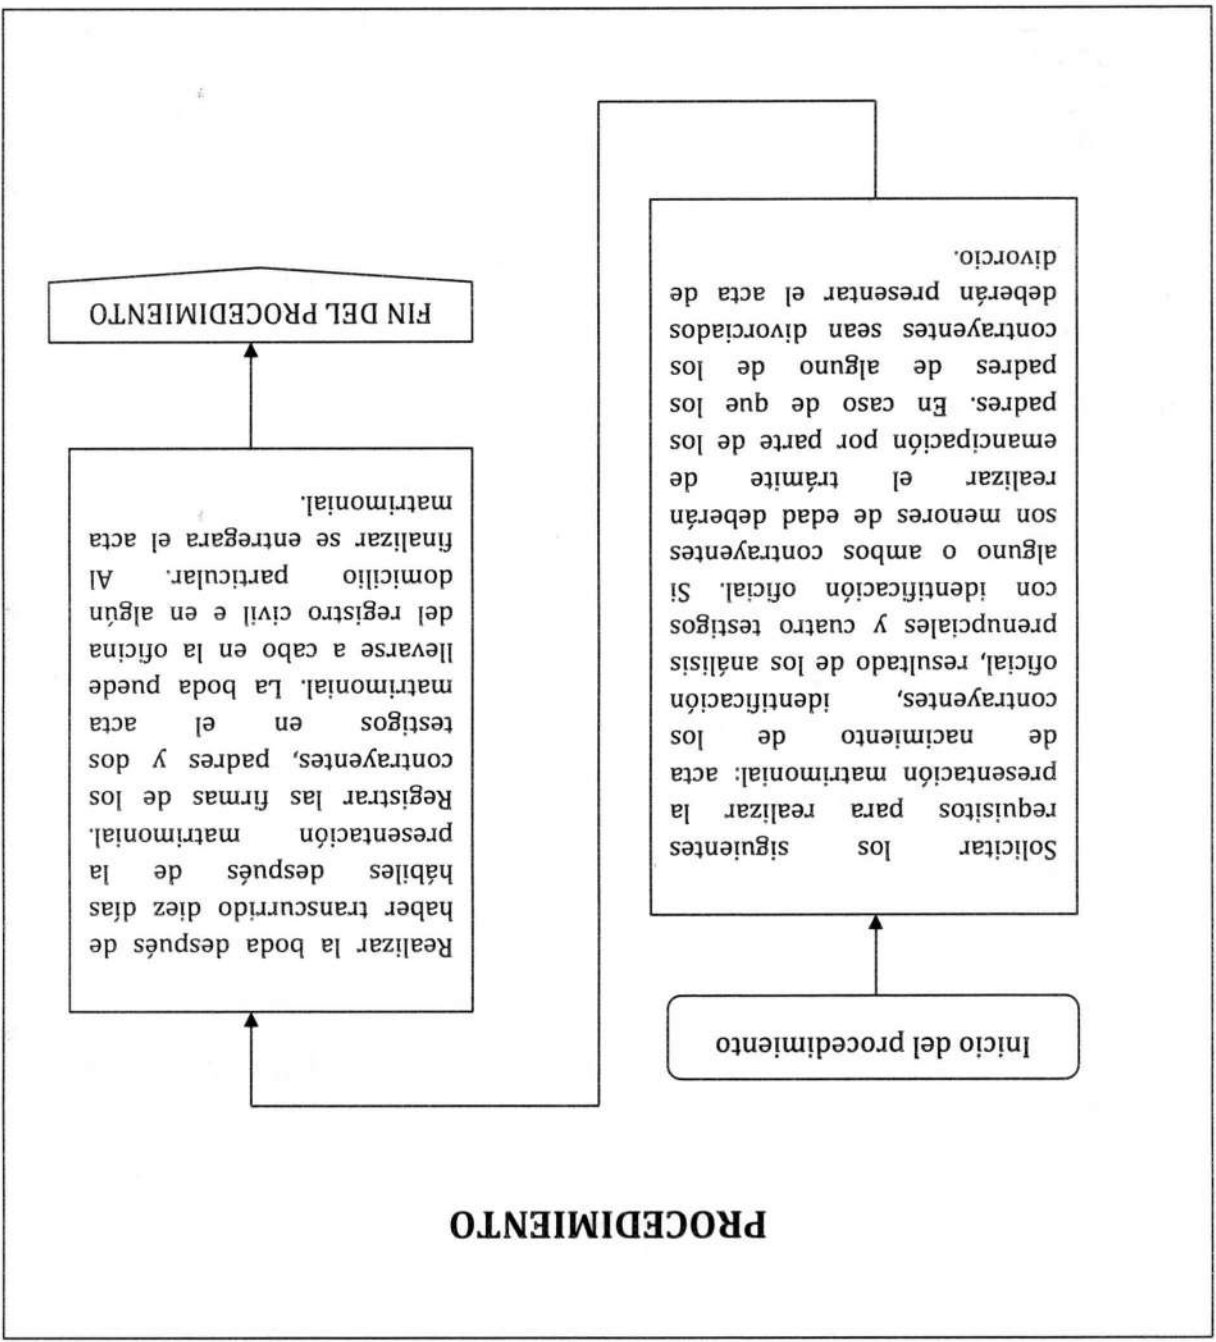 PROCEDIMIENTO
Inicio del procedimiento
Solicitar los siguientes
requisitos para realizar la
presentación matrimonial: acta
de nacimiento de los
contrayentes, identificación
oficial, resultado de los análisis
prenupciales y cuatro testigos
con identificación oficial. Si
alguno o ambos contrayentes
son menores de edad deberán
realizar el trámite de
emancipación por parte de los
padres. En caso de que los
padres de alguno de los
contrayentes sean divorciados
deberán presentar el acta de
divorcio.
Realizar la boda después de
haber transcurrido diez días
hábiles después de la
presentación matrimonial.
Registrar las firmas de los
contrayentes, padres y dos
testigos en el acta
matrimonial. La boda puede
llevarse a cabo en la oficina
del registro civil e en algún
domicilio particular. Al
finalizar se entregara el acta
matrimonial.
FIN DEL PROCEDIMIENTO